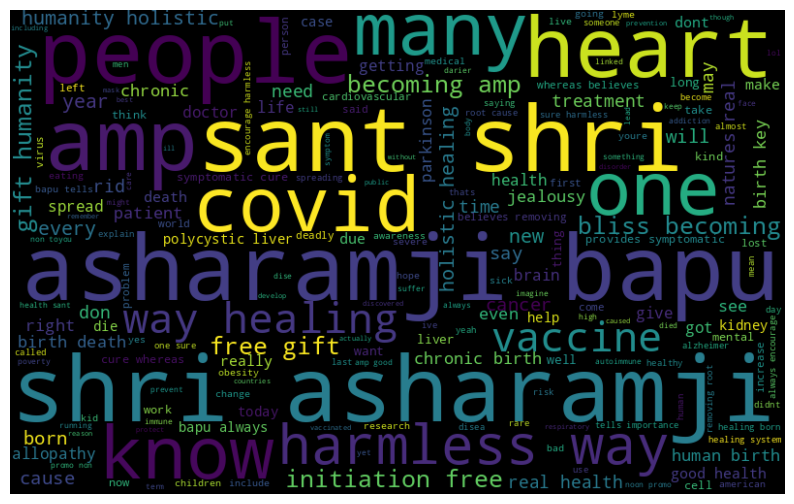 humanity holistic
people
many
heart
gift humanity
amp
sant shri
covid
one
asharamji bapu
way healing
vaccine
shri asharamji
know
harmless way
initiation free
becoming amp
bliss becoming
holistic healing
parkinson
natures real
birth key
treatment
chronic
getting
doctor
year
need
life
will
health
jealousy
time
symptomatic cure
cardiovascular
medical
whereas believes
root cause
sure harmless
encourage harmless
dont
long
may
make
take
kind
case
person
live
going
lyme
someone
prevention
linked
including
put
men
mask
left
think
virus
eating
said
saying
become
almost
keep
face
addiction
something
without
public
thats
first
believes removing
provides symptomatic
bapu tells
rid
death
patient
spread
every
polycystic liver
deadly
due
awareness
severe
spreading
world
explain
remember
might
non toyou
problem
don
die
right
birth death
yes
one sure
free gift
really
cure whereas
called
poverty
obesity
countries
change
prevent
liver
want
well
chronic birth
cancer
brain
say
new
thing
even
help
give
come
hope
sick
suffer
imagine
discovered
develop
health sant
always
actually
yeah
last amp good
autoimmune
healthy
high
caused
died
day
mean
lost
see
got
kidney
mental
alzheimer
increase
always encourage
didnt
removing root
human
risk
rare
research
today
work
kid
running
reason
born
allopathy
cause
bapu always
immune
protect
vaccinated
promo non
now
term
children
include
yet
respiratory
bad
use
real health
noon promo
tells importance
healing born
human birth
healing system
good health
cell
american